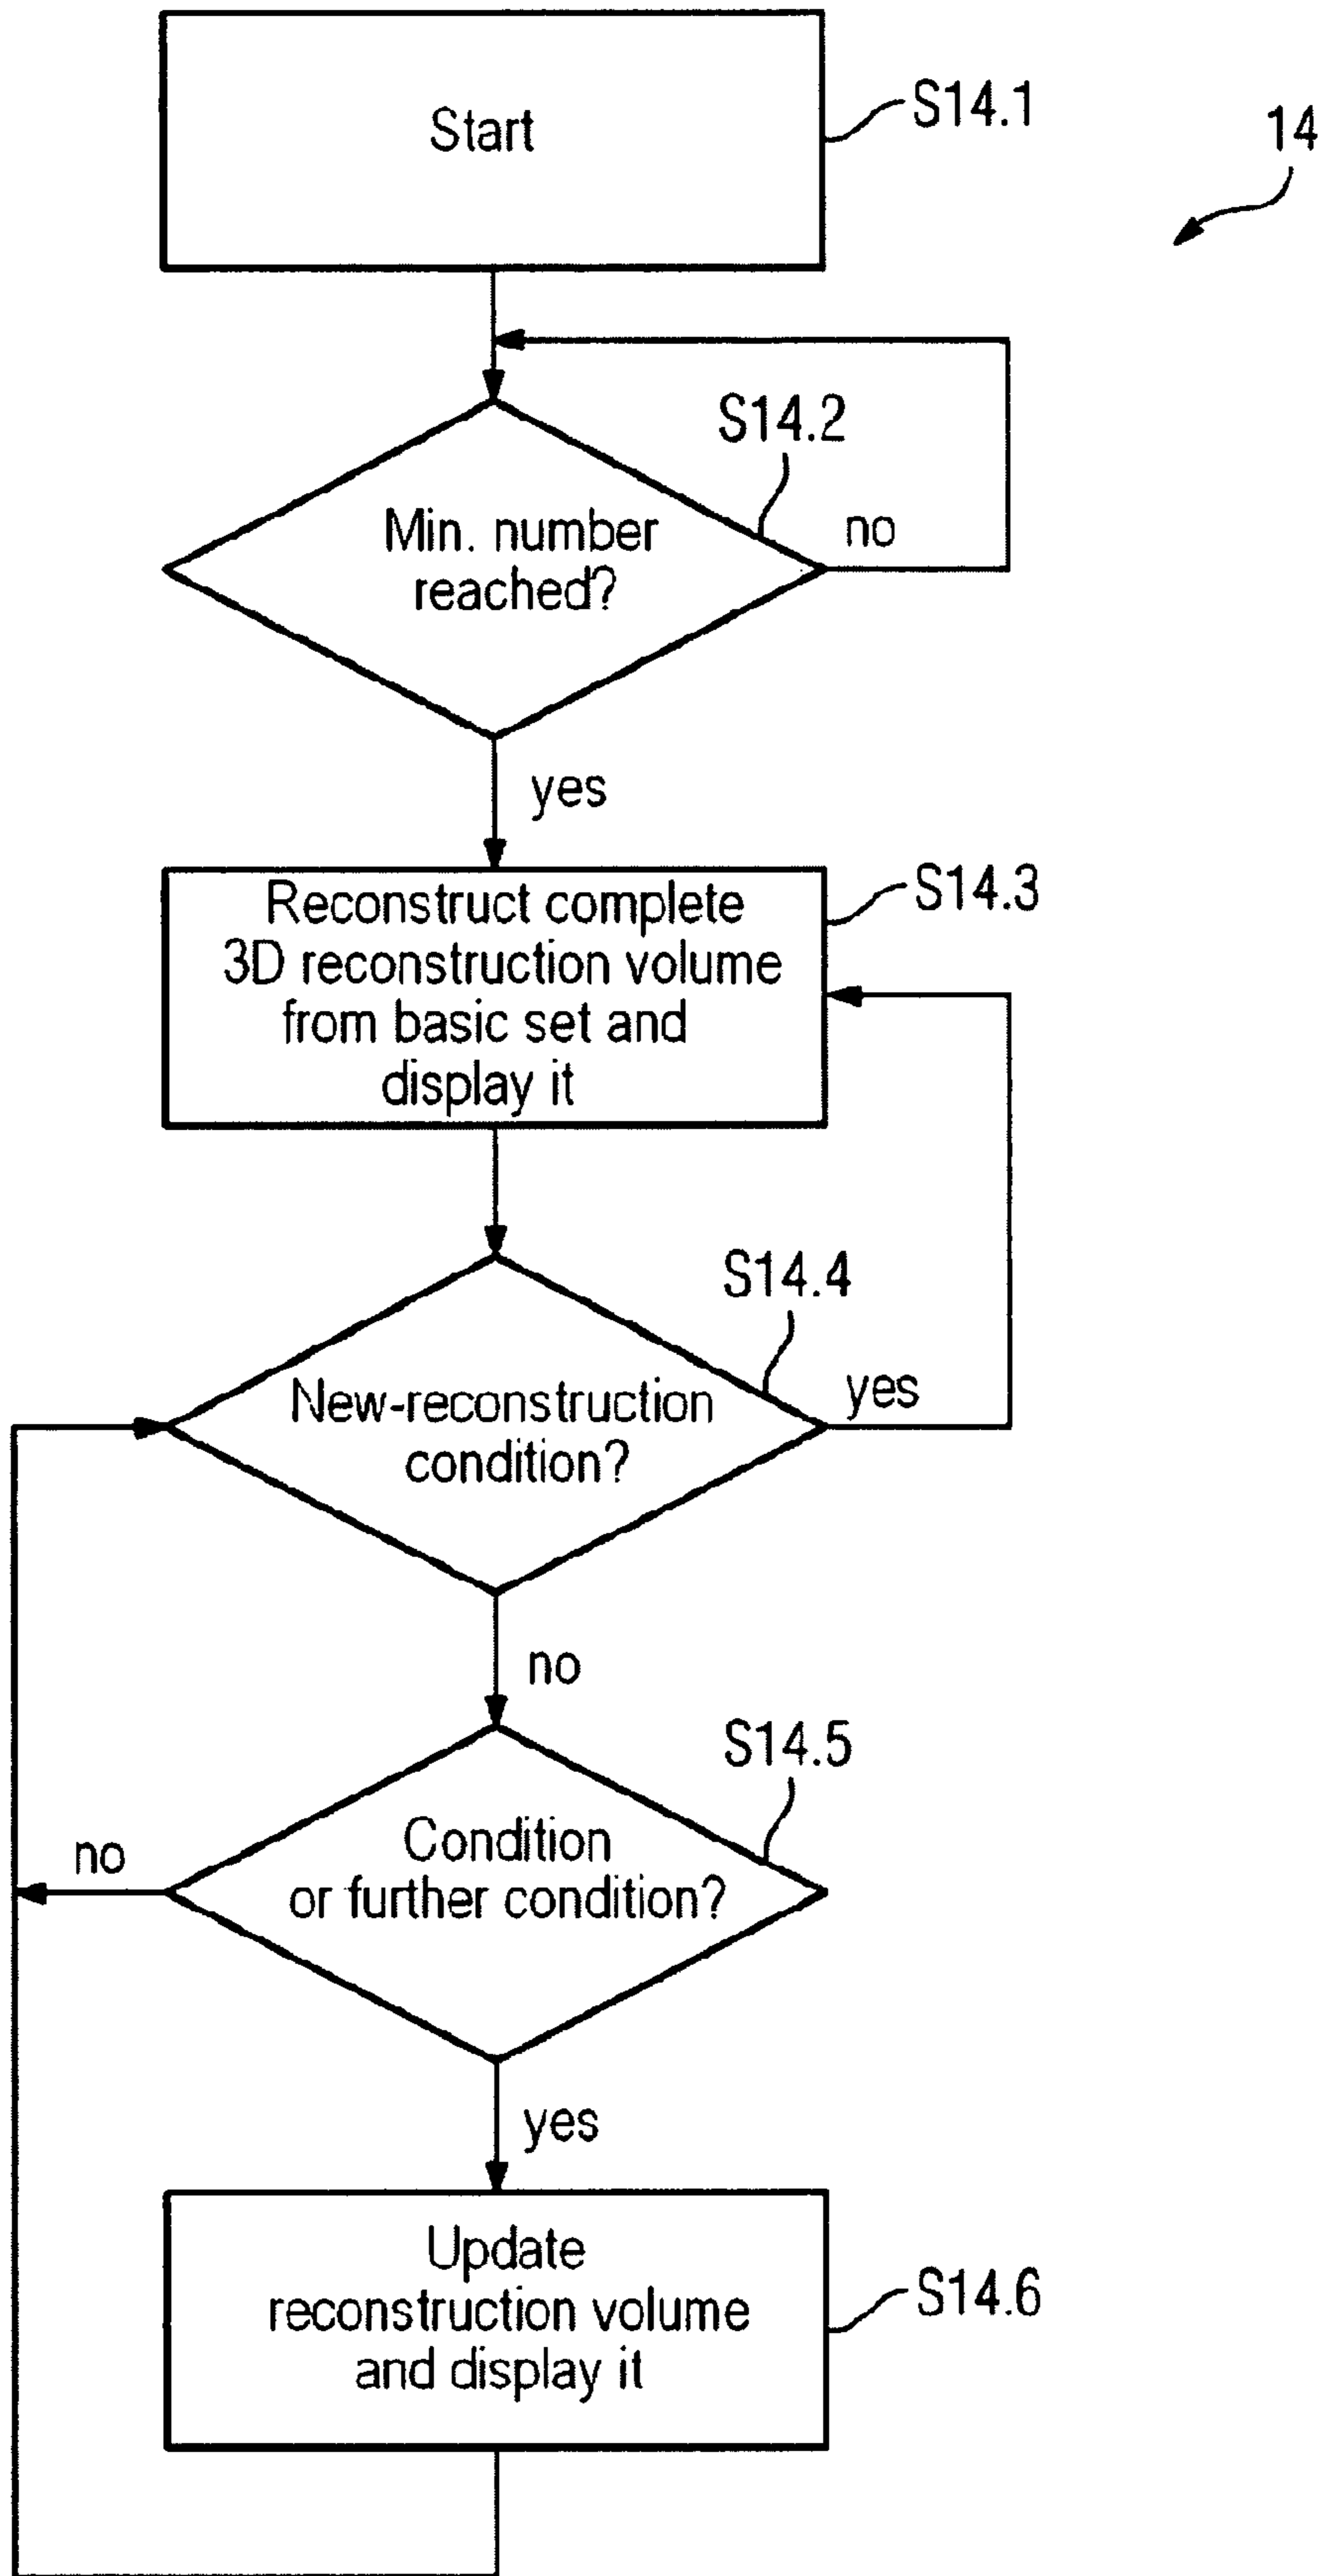 Start
S14.1
14
S14.2
Min. number
reached?
no
yes
S14.3
Reconstruct complete
3D reconstruction volume
from basic set and
display it
S14.4
New-reconstruction
condition?
yes
no
S14.5
Condition
or further condition?
no
yes
Update
reconstruction volume
and display it
S14.6